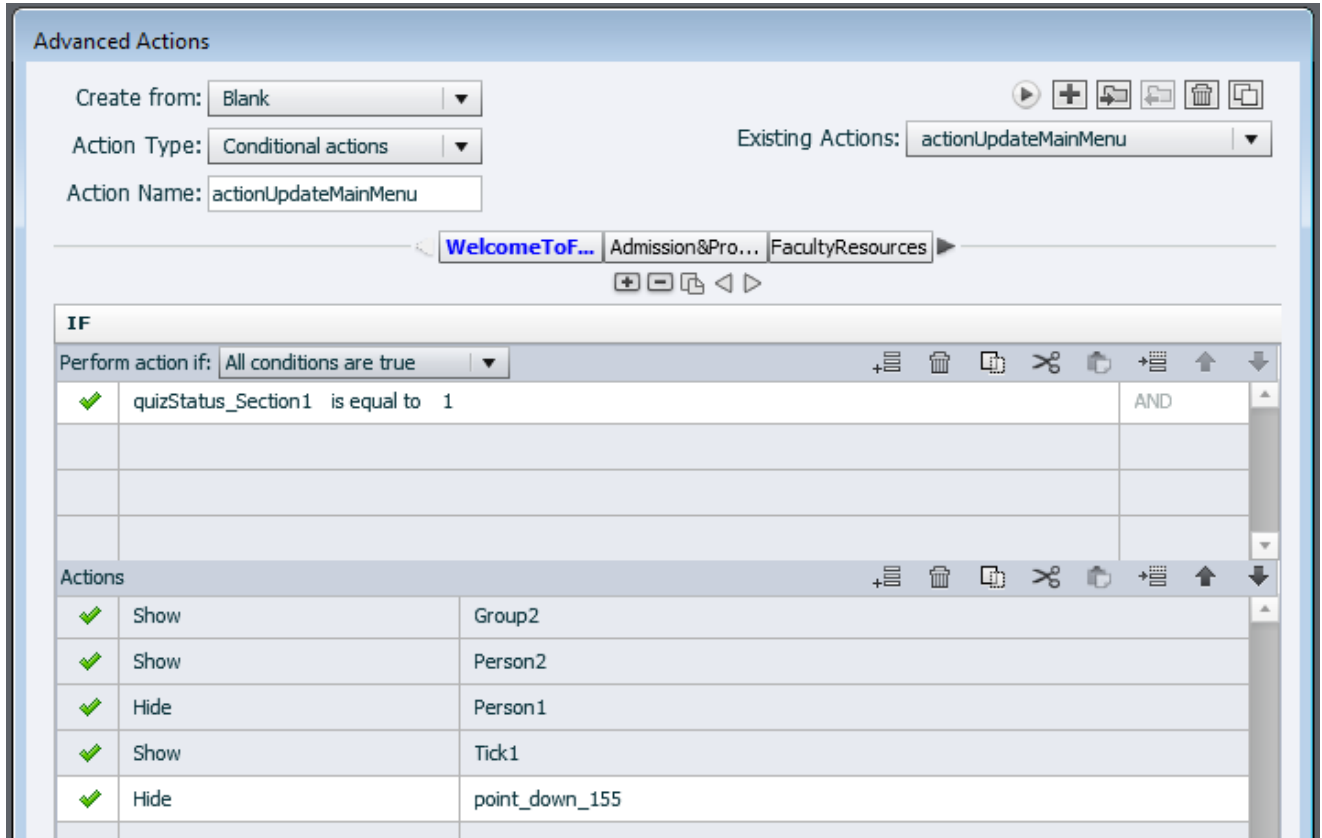 Advanced Actions
Create from: Blank
Action Type: Conditional actions
Existing Actions: actionUpdateMainMenu
Action Name: actionUpdateMainMenu
WelcomeToF... Admission&Pro... FacultyResources
IF
Perform action if: All conditions are true
quizStatus_Section1 is equal to 1 AND
Actions
Show Group2
Show Person2
Hide Person1
Show Tick1
Hide point_down_155